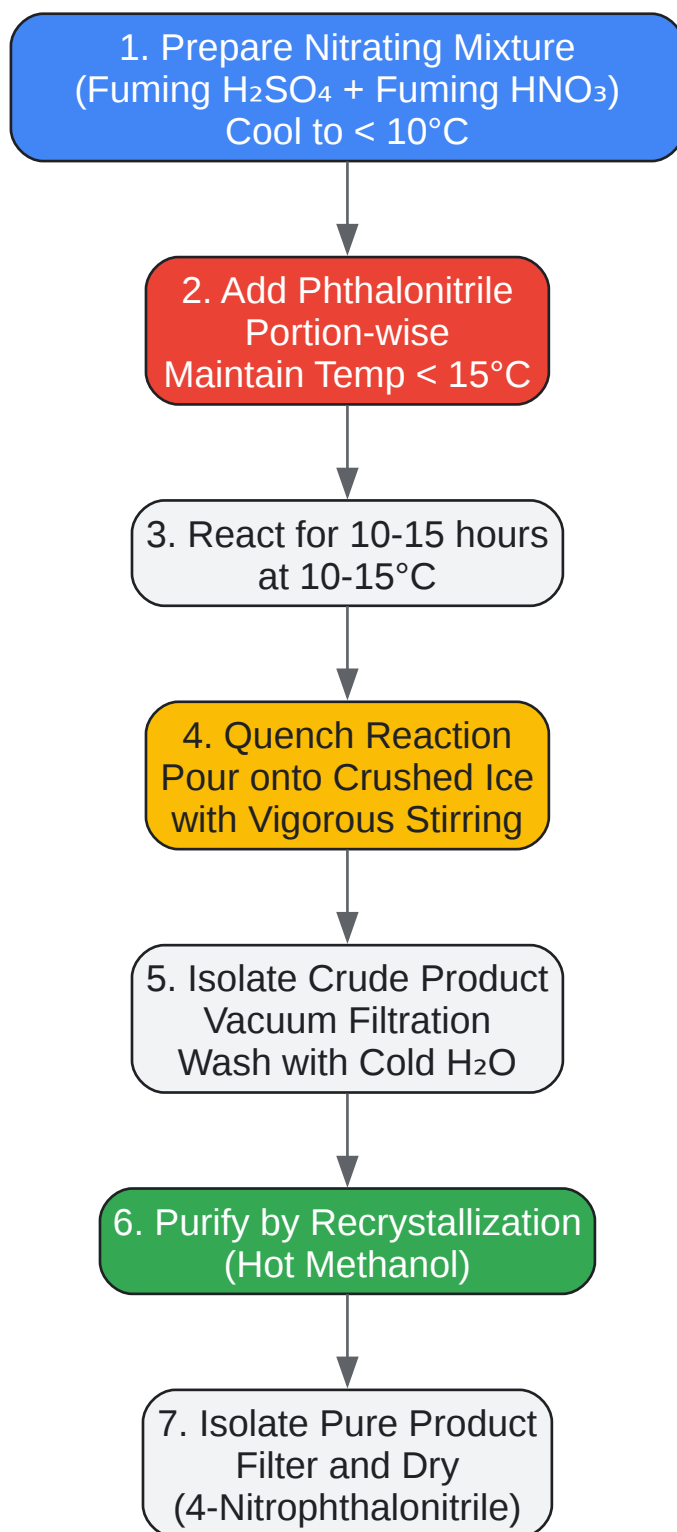 1. Prepare Nitrating Mixture
(Fuming H₂SO₄ + Fuming HNO₃)
Cool to < 10°C
2. Add Phthalonitrile
Portion-wise
Maintain Temp < 15°C
3. React for 10-15 hours
at 10-15°C
4. Quench Reaction
Pour onto Crushed Ice
with Vigorous Stirring
5. Isolate Crude Product
Vacuum Filtration
Wash with Cold H₂O
6. Purify by Recrystallization
(Hot Methanol)
7. Isolate Pure Product
Filter and Dry
(4-Nitrophthalonitrile)